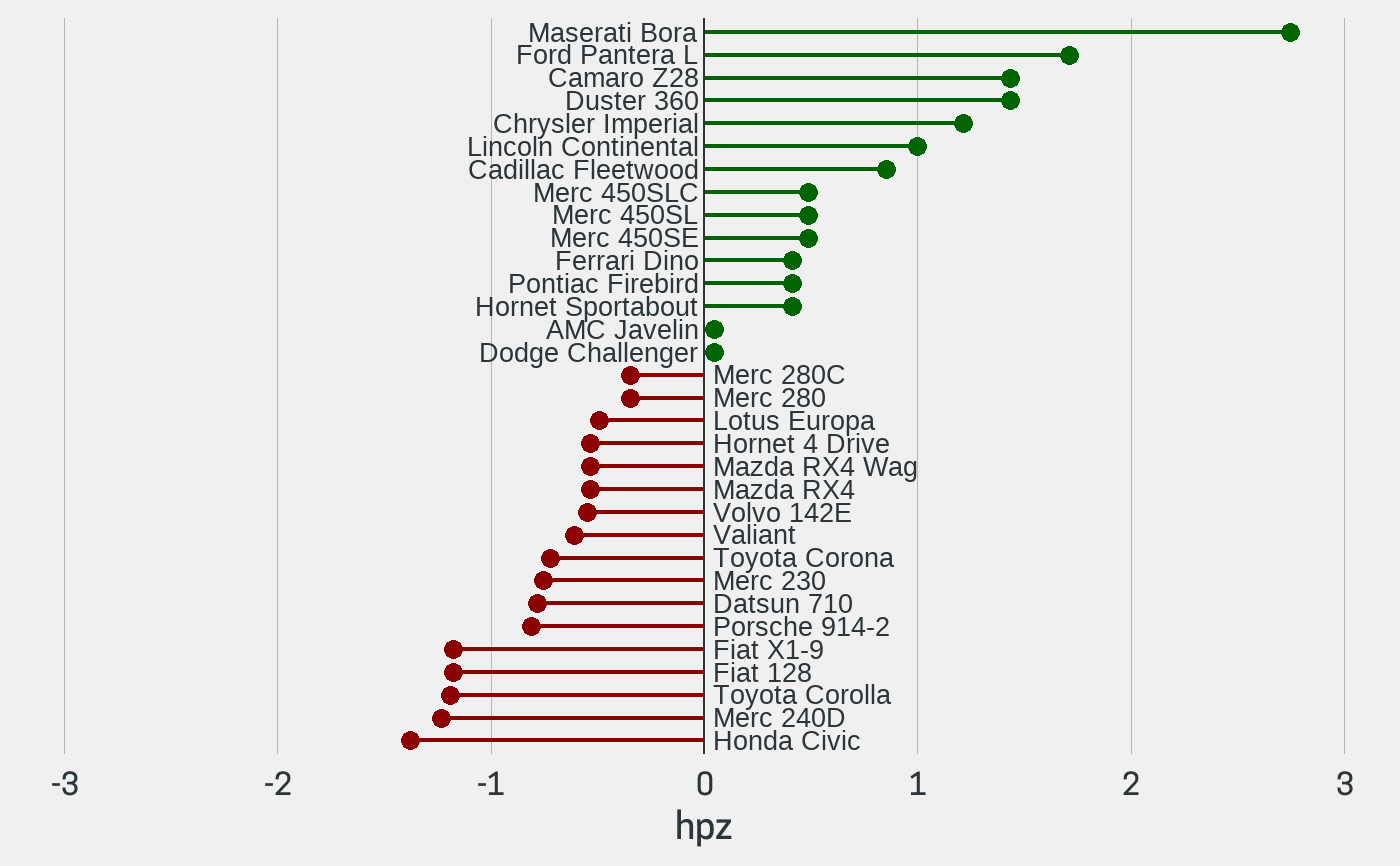 Maserati Bora
Ford Pantera L
Camaro Z28
Duster 360
Chrysler Imperial
Lincoln Continental
Cadillac Fleetwood
Merc 450SLC
Merc 450SL
Merc 450SE
Ferrari Dino
Pontiac Firebird
Hornet Sportabout
AMC Javelin
Dodge Challenger
Merc 280C
Merc 280
Lotus Europa
Hornet 4 Drive
Mazda RX4 Wag
Mazda RX4
Volvo 142E
Valiant
Toyota Corona
Merc 230
Datsun 710
Porsche 914-2
Fiat X1-9
Fiat 128
Toyota Corolla
Merc 240D
Honda Civic
-3 -2 -1 0 1 2 3
hpz